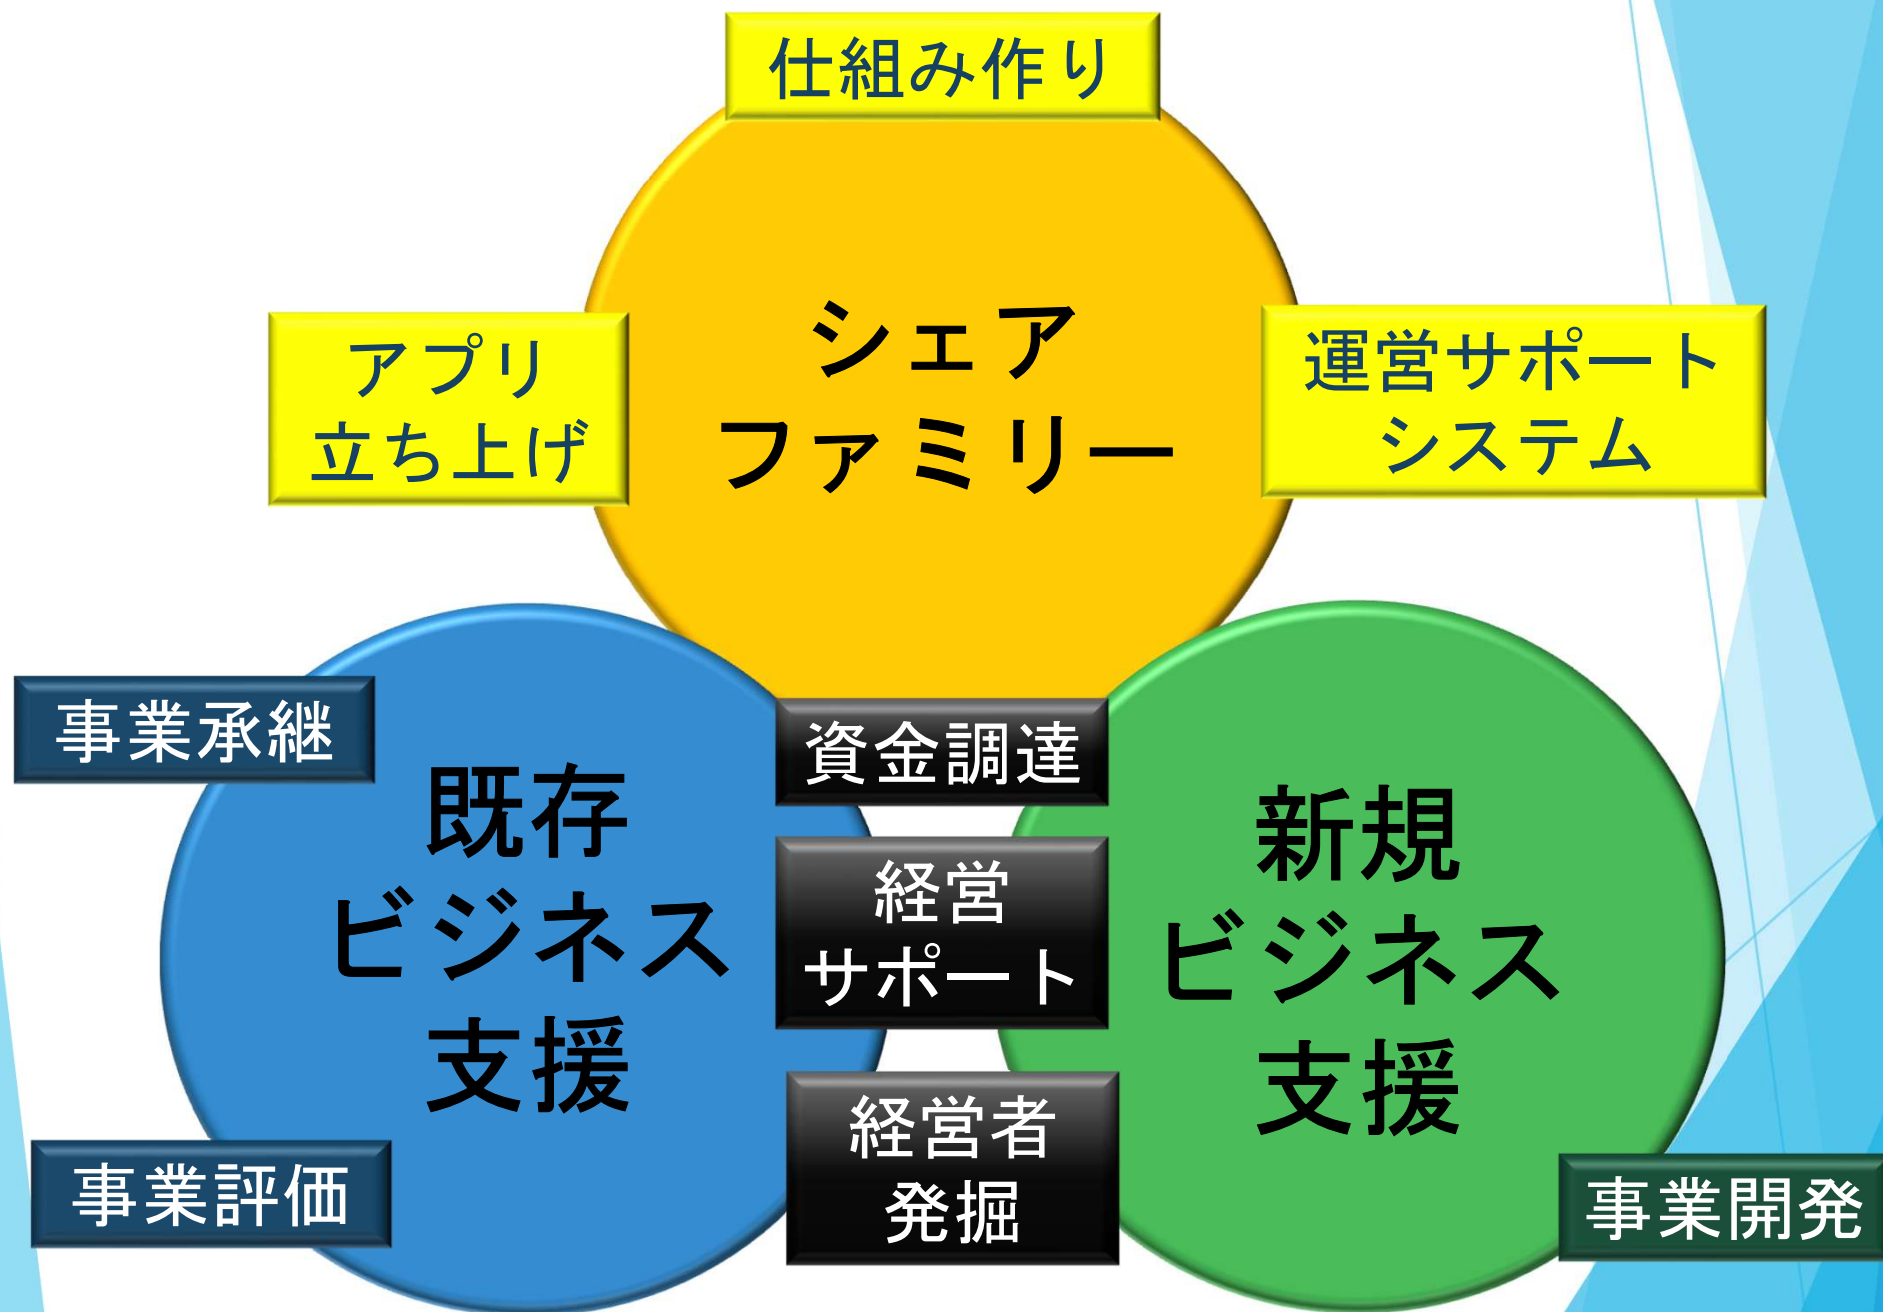 仕組み作り
シェア
ファミリー
アプリ
立ち上げ
運営サポート
システム
事業承継
既存
ビジネス
支援
事業評価
資金調達
経営
サポート
経営者
発掘
新規
ビジネス
支援
事業開発